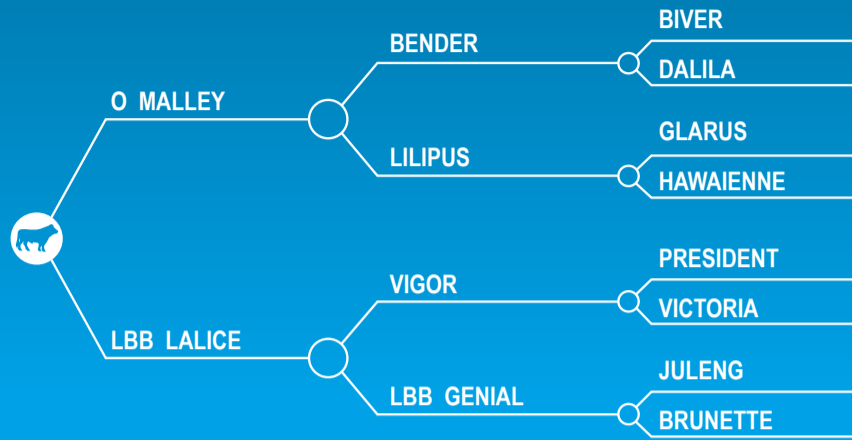 BIVER
BENDER
DALILA
O MALLEY
GLARUS
LILIPUS
HAWAIENNE
PRESIDENT
VIGOR
VICTORIA
LBB LALICE
JULENG
LBB GENIAL
BRUNETTE